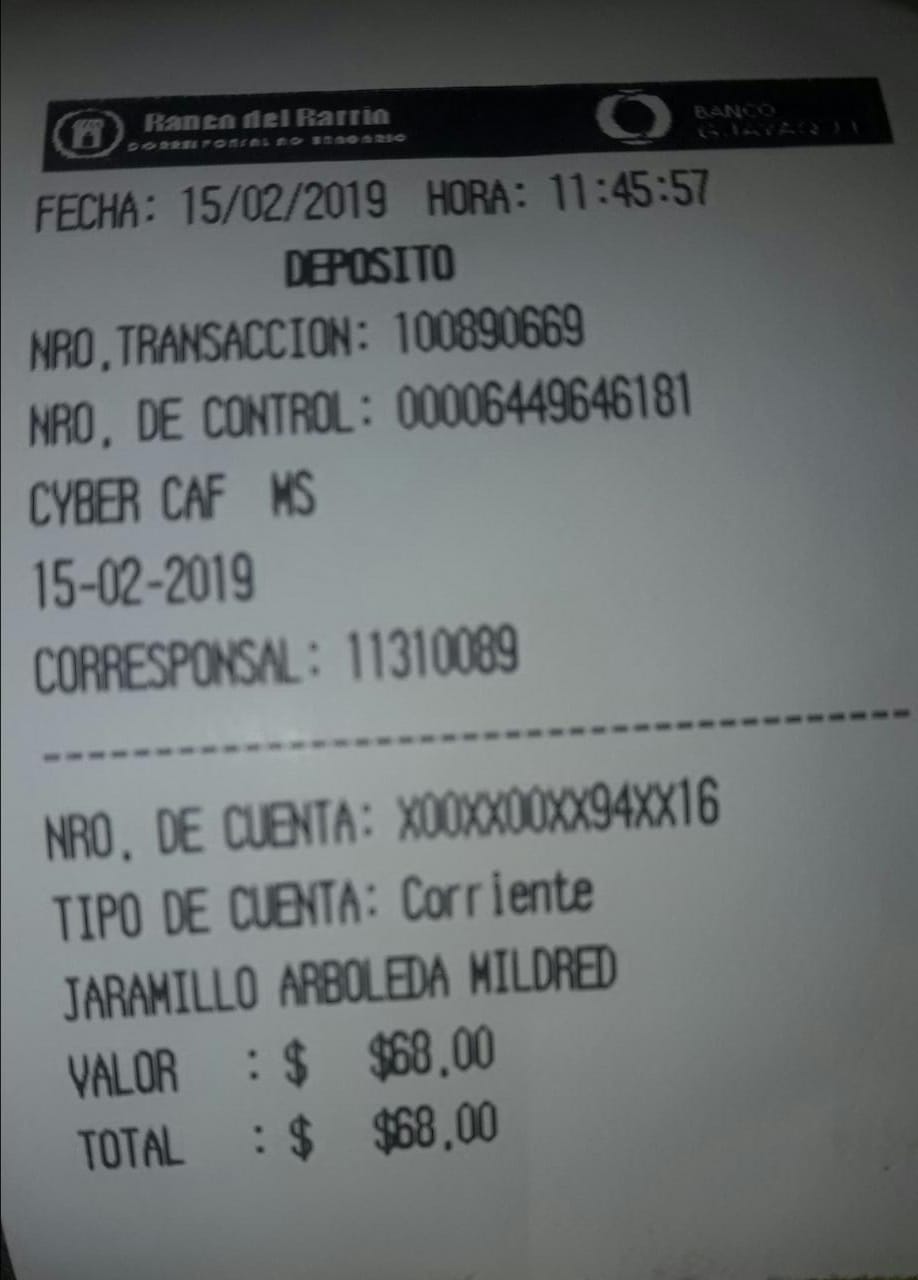 Banco del Barrio
CORRESPONSAL NO BANCARIO
BANCO
GUAYAQUIL
FECHA: 15/02/2019 HORA: 11:45:57
DEPOSITO
NRO.TRANSACCION: 100890669
NRO. DE CONTROL: 00006449646181
CYBER CAF MS
15-02-2019
CORRESPONSAL: 11310089
----------------------------------------
NRO. DE CUENTA: X00XX00XX94XX16
TIPO DE CUENTA: Corriente
JARAMILLO ARBOLEDA MILDRED
VALOR : $ $68.00
TOTAL : $ $68.00